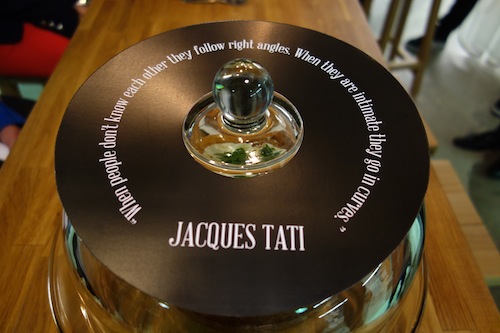 "When people don't know each other they follow right angles. When they are intimate they go in curves."
JACQUES TATI